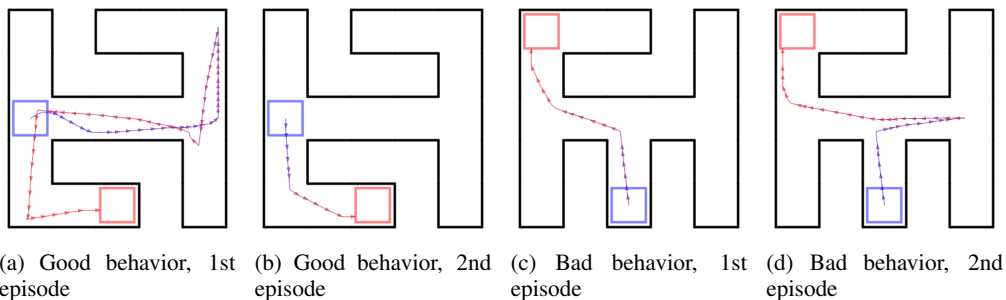 (a) Good behavior, 1st
episode
(b) Good behavior, 2nd
episode
(c) Bad behavior, 1st
episode
(d) Bad behavior, 2nd
episode